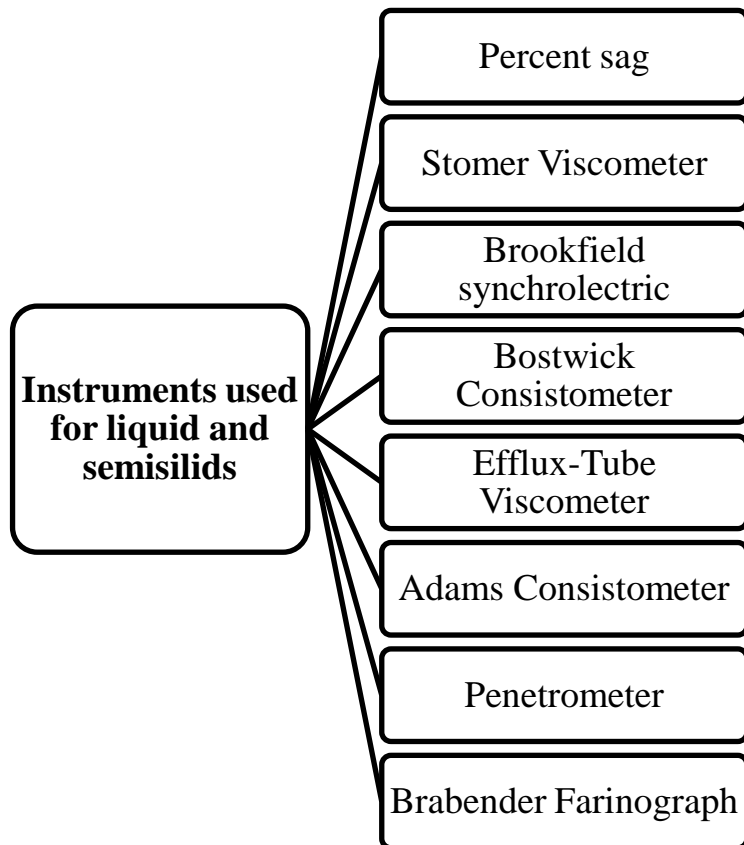 Percent sag
Stomer Viscometer
Brookfield
synchrolectric
Bostwick
Consistometer
Instruments used
for liquid and
semisilids
Efflux-Tube
Viscometer
Adams Consistometer
Penetrometer
Brabender Farinograph